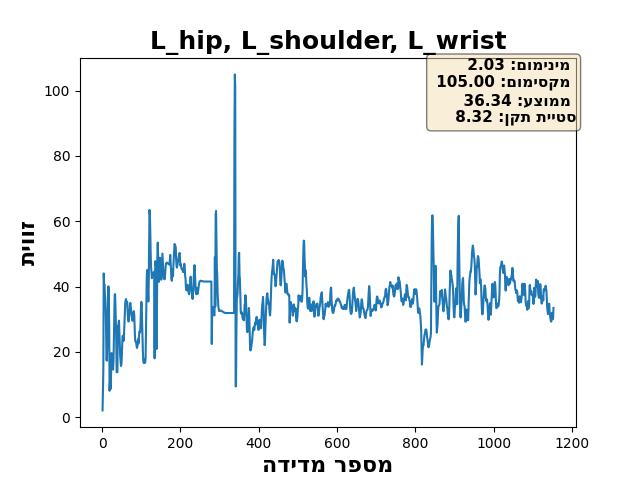 L_hip, L_shoulder, L_wrist
מינימום: 2.03
מקסימום: 105.00
ממוצע: 36.34
סטיית תקן: 8.32
זווית
100
80
60
40
20
0
0 200 400 600 800 1000 1200
מספר מדידה